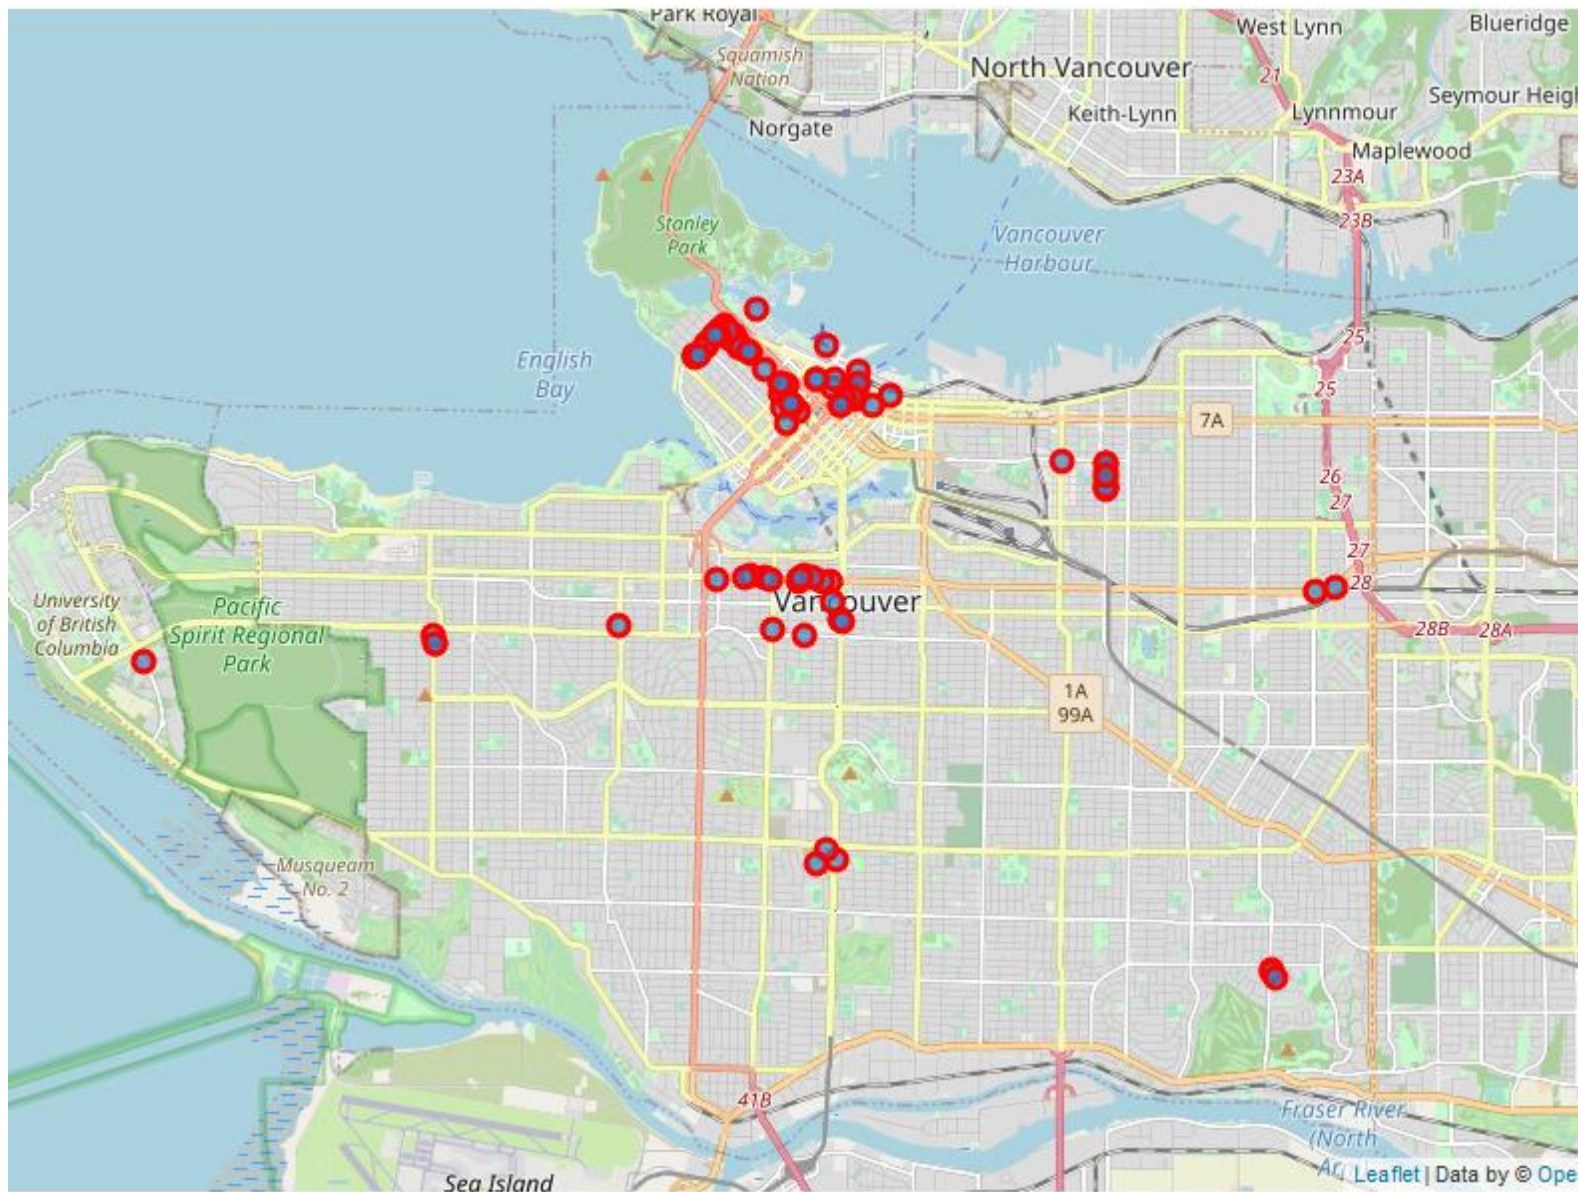 Park Royal
West Lynn
Blueridge
Squamish
Nation
North Vancouver
21
Seymour Heigh
Keith-Lynn
Lynnmour
Norgate
Maplewood
23A
Stanley
Park
23B
Vancouver
Harbour
25
English
Bay
25
7A
26
27
27
28
University
of British
Columbia
Pacific
Spirit Regional
Park
Vancouver
28B
28A
1A
99A
Musqueam
No. 2
41B
Fraser River
(North
Ar
Sea Island
Leaflet | Data by © Ope